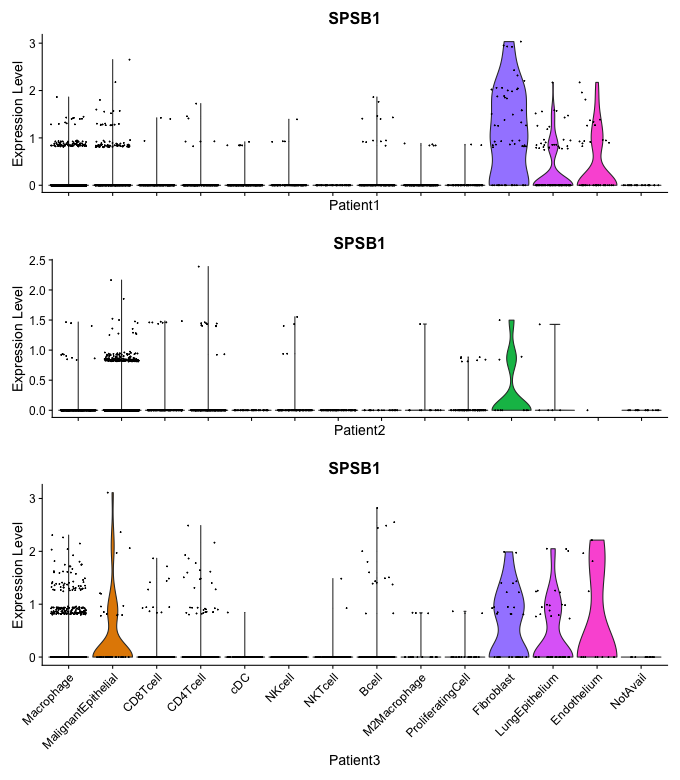 SPSB1
Expression Level
3
2
1
0
Patient1
SPSB1
Expression Level
2.5
2.0
1.5
1.0
0.5
0.0
Patient2
SPSB1
Expression Level
3
2
1
0
Macrophage
MalignantEpithelial
CD8Tcell
CD4Tcell
cDC
NKcell
NKTcell
Bcell
M2Macrophage
ProliferatingCell
Fibroblast
LungEpithelium
Endothelium
NotAvail
Patient3